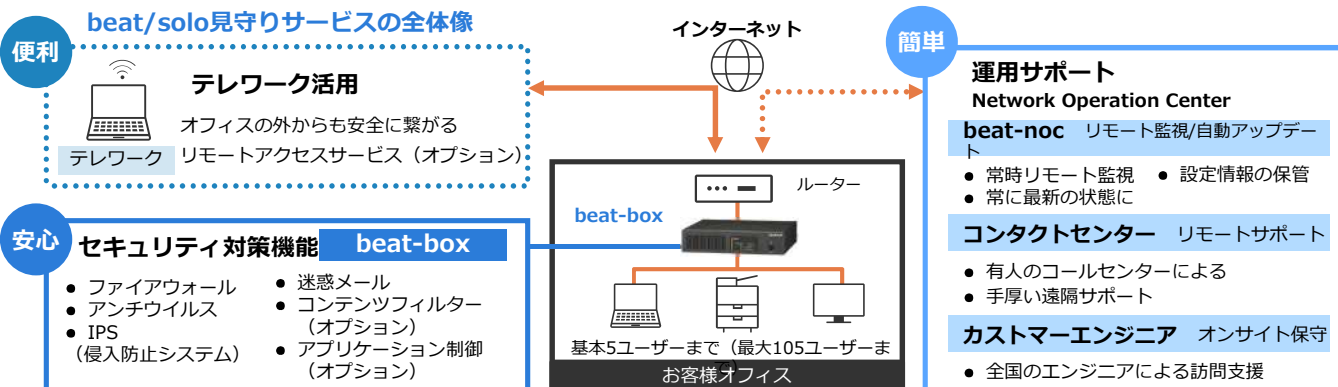 beat/solo見守りサービスの全体像
便利
テレワーク活用
オフィスの外からも安全に繋がる
リモートアクセスサービス（オプション）
テレワーク
安心
セキュリティ対策機能
beat-box
● ファイアウォール
● アンチウイルス
● IPS
（侵入防止システム）
● 迷惑メール
● コンテンツフィルター
（オプション）
● アプリケーション制御
（オプション）
インターネット
ルーター
beat-box
基本5ユーザーまで（最大105ユーザーま
で）
お客様オフィス
簡単
運用サポート
Network Operation Center
beat-noc リモート監視/自動アップデー
ト
● 常時リモート監視 ● 設定情報の保管
● 常に最新の状態に
コンタクトセンター リモートサポート
● 有人のコールセンターによる
● 手厚い遠隔サポート
カストマーエンジニア オンサイト保守
● 全国のエンジニアによる訪問支援